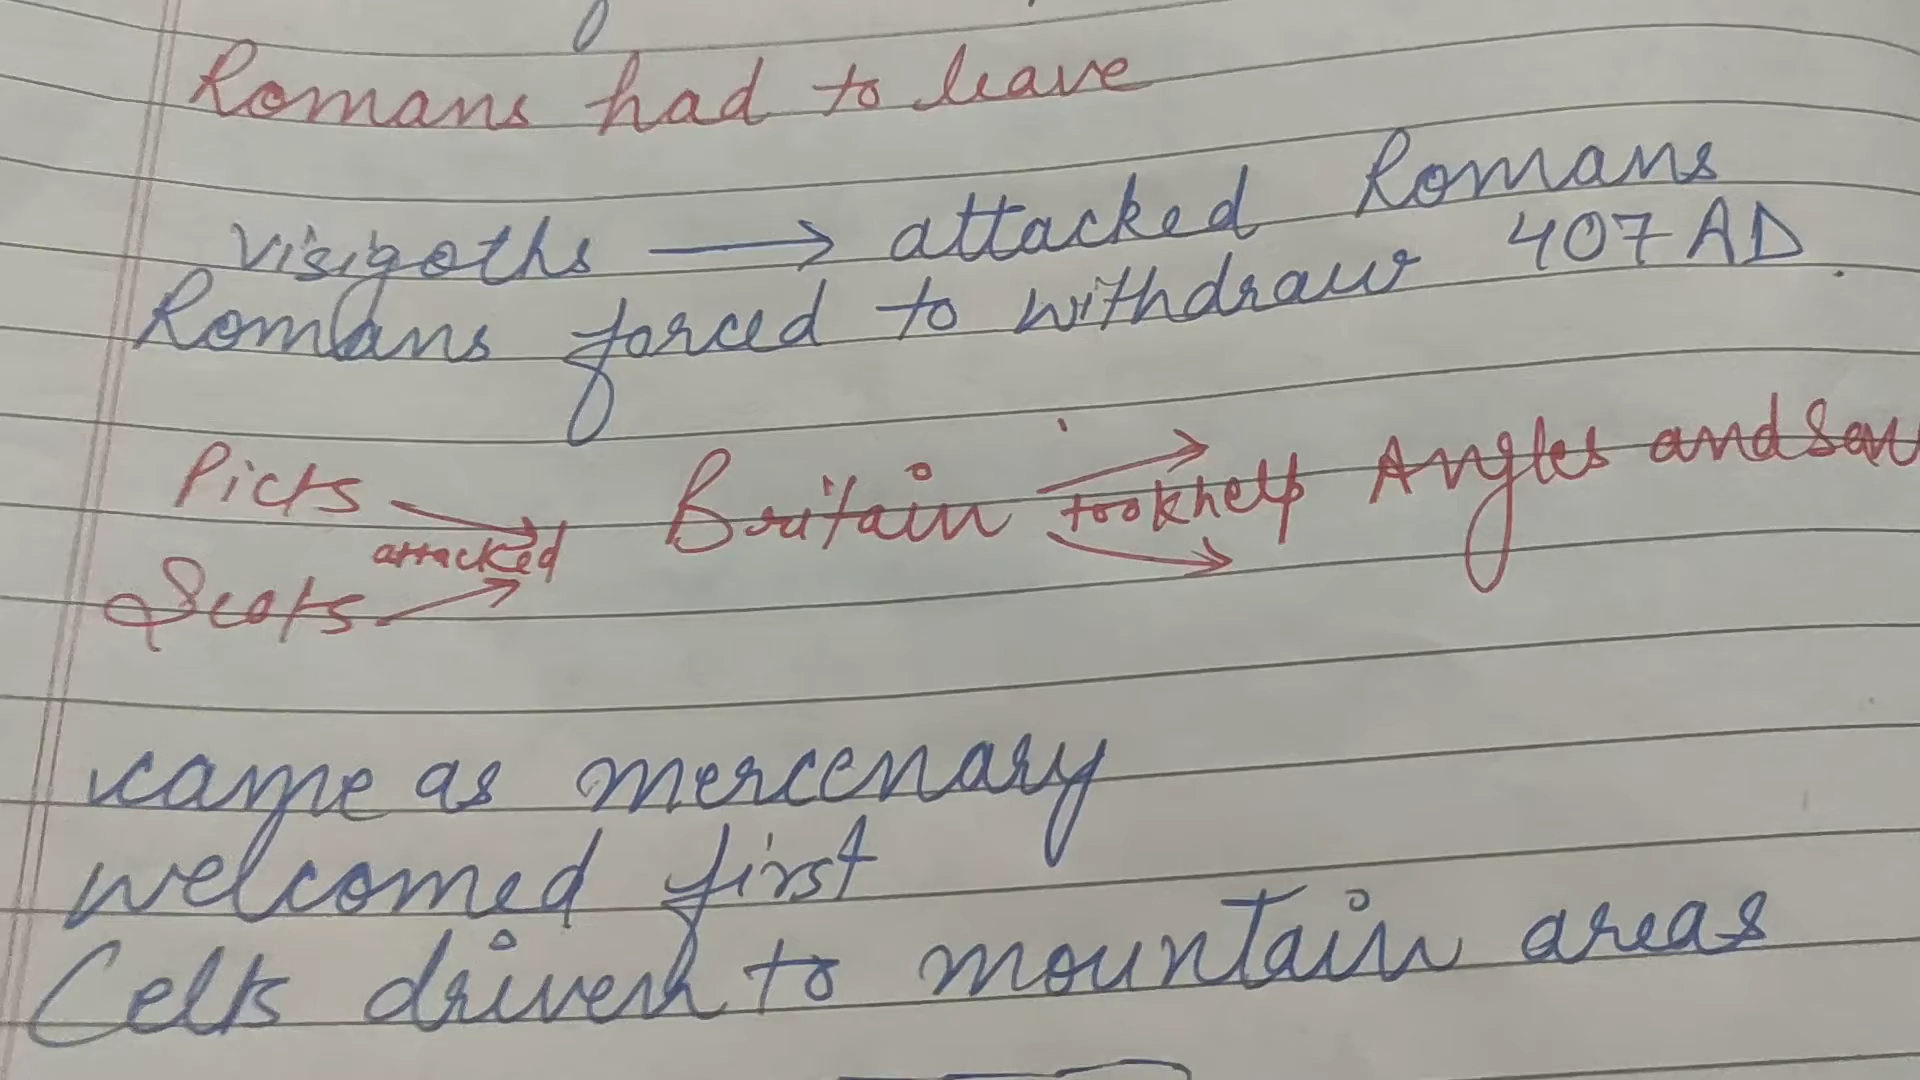 Romans had to leave
Visigoths → attacked Romans
Romans forced to withdraw 407 AD.
Picts
Scots attacked Britain took help Angles and
came as mercenary
welcomed first
Celts driven to mountain areas